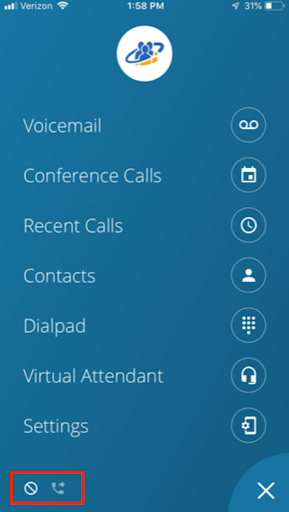 Verizon 1:58 PM 31%
Voicemail
Conference Calls
Recent Calls
Contacts
Dialpad
Virtual Attendant
Settings